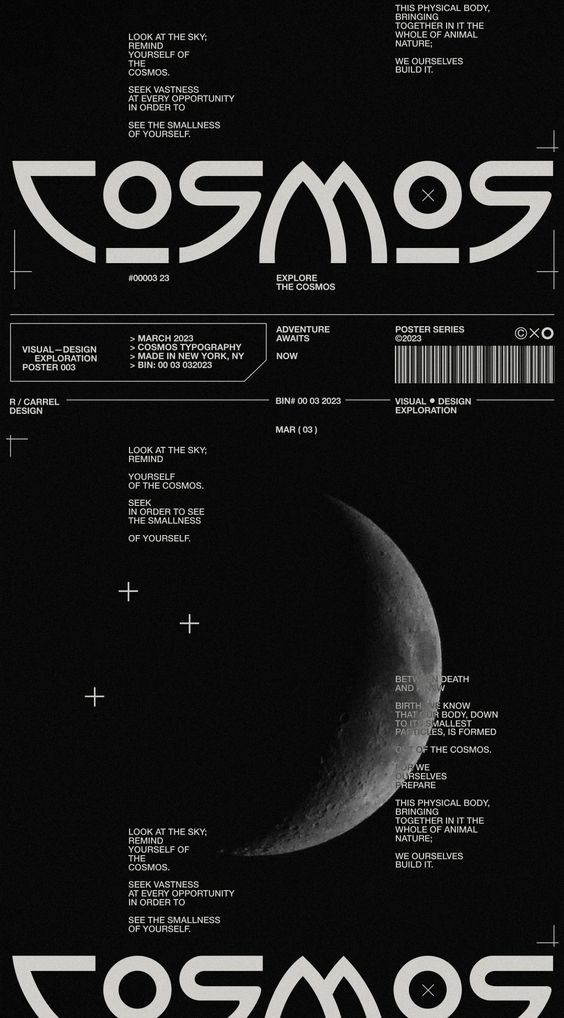 THIS PHYSICAL BODY,
BRINGING
TOGETHER IN IT THE
WHOLE OF ANIMAL
NATURE;
WE OURSELVES
BUILD IT.
LOOK AT THE SKY;
REMIND
YOURSELF OF
THE
COSMOS.
SEEK VASTNESS
AT EVERY OPPORTUNITY
IN ORDER TO
SEE THE SMALLNESS
OF YOURSELF.
COSMOS
#00003 23
EXPLORE
THE COSMOS
VISUAL—DESIGN
EXPLORATION
POSTER 003
> MARCH 2023
> COSMOS TYPOGRAPHY
> MADE IN NEW YORK, NY
> BIN: 00 03 032023
ADVENTURE
AWAITS
NOW
POSTER SERIES
©2023
©
R / CARREL
DESIGN
BIN# 00 03 2023
VISUAL ● DESIGN
EXPLORATION
MAR ( 03 )
LOOK AT THE SKY;
REMIND
YOURSELF
OF THE COSMOS.
SEEK
IN ORDER TO SEE
THE SMALLNESS
OF YOURSELF.
BETWEEN DEATH
AND NOW
BIRTH, WE KNOW
THAT OUR BODY, DOWN
TO ITS SMALLEST
PARTICLES, IS FORMED
OUT OF THE COSMOS.
FOR WE
OURSELVES
PREPARE
THIS PHYSICAL BODY,
BRINGING
TOGETHER IN IT THE
WHOLE OF ANIMAL
NATURE;
WE OURSELVES
BUILD IT.
LOOK AT THE SKY;
REMIND
YOURSELF OF
THE
COSMOS.
SEEK VASTNESS
AT EVERY OPPORTUNITY
IN ORDER TO
SEE THE SMALLNESS
OF YOURSELF.
COSMOS